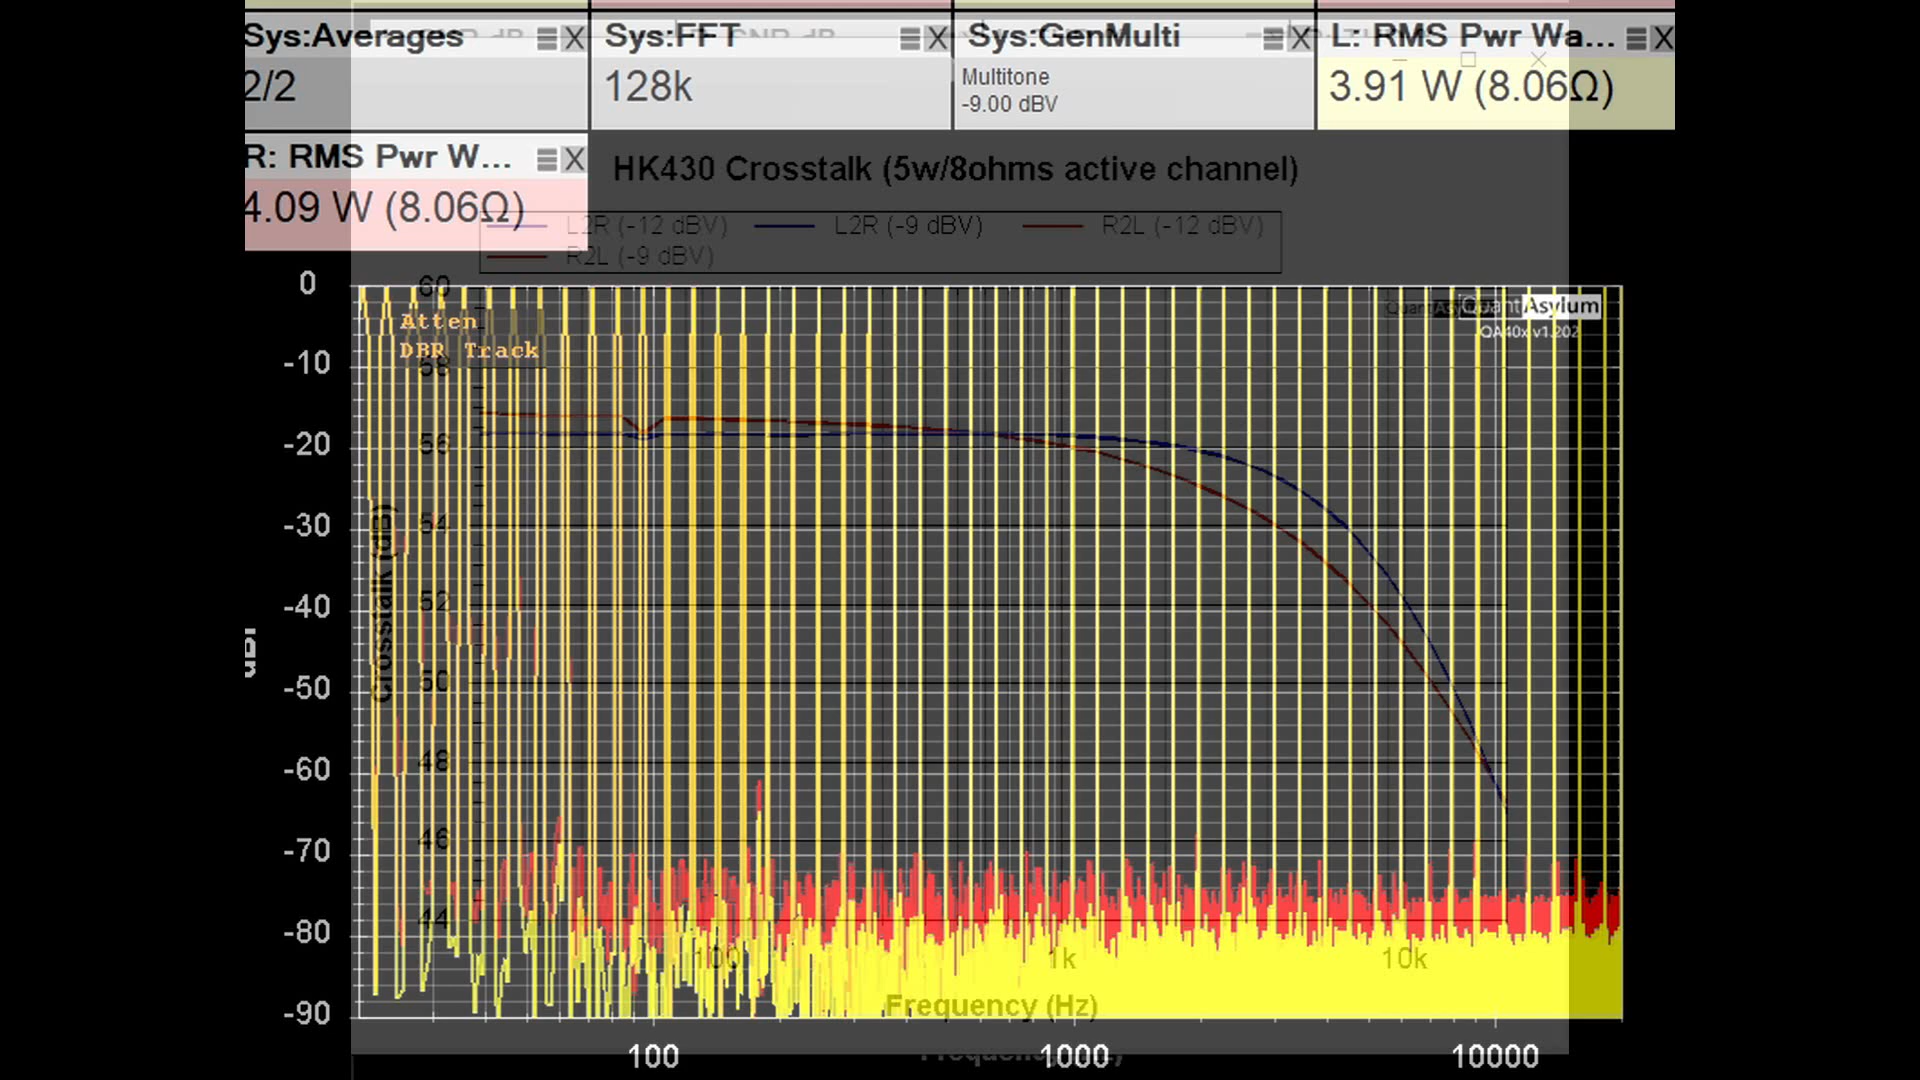 Sys:Averages
2/2
Sys:FFT
128k
Sys:GenMulti
Multitone
-9.00 dBV
L: RMS Pwr Wa...
3.91 W (8.06Ω)
R: RMS Pwr W...
4.09 W (8.06Ω)
HK430 Crosstalk (5w/8ohms active channel)
L2R (-12 dBV)
L2R (-9 dBV)
R2L (-12 dBV)
R2L (-9 dBV)
Atten
DBR Track
QuantAsylum
QA40x v1.202
0
-10
-20
-30
-40
-50
-60
-70
-80
-90
60
58
56
54
52
50
48
46
44
Crosstalk (dB)
100
1k
10k
Frequency (Hz)
100
1000
10000